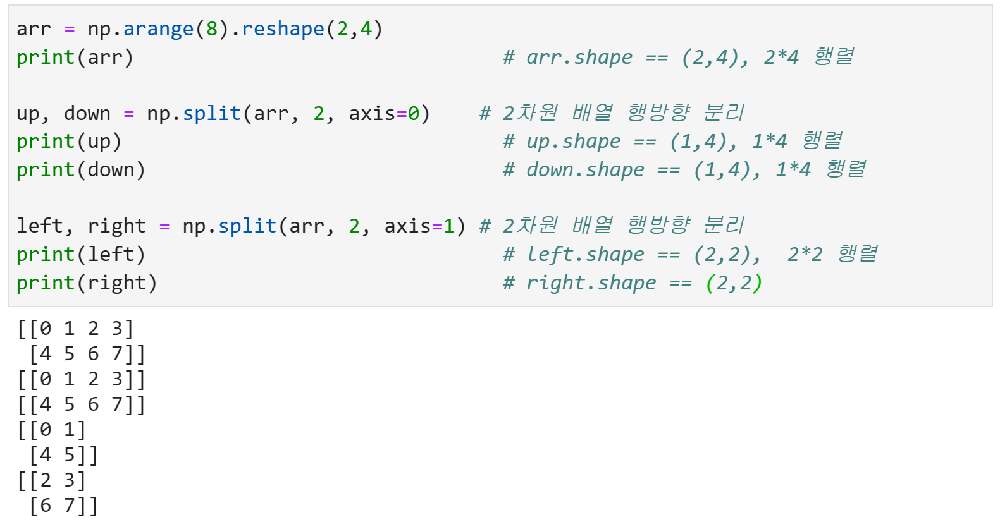 arr = np.arange(8).reshape(2,4)
print(arr)                               # arr.shape == (2,4), 2*4 행렬
up, down = np.split(arr, 2, axis=0)    # 2차원 배열 행방향 분리
print(up)                                # up.shape == (1,4), 1*4 행렬
print(down)                              # down.shape == (1,4), 1*4 행렬
left, right = np.split(arr, 2, axis=1) # 2차원 배열 행방향 분리
print(left)                              # left.shape == (2,2),  2*2 행렬
print(right)                             # right.shape == (2,2)
[[0 1 2 3]
 [4 5 6 7]]
[[0 1 2 3]]
[[4 5 6 7]]
[[0 1]
 [4 5]]
[[2 3]
 [6 7]]